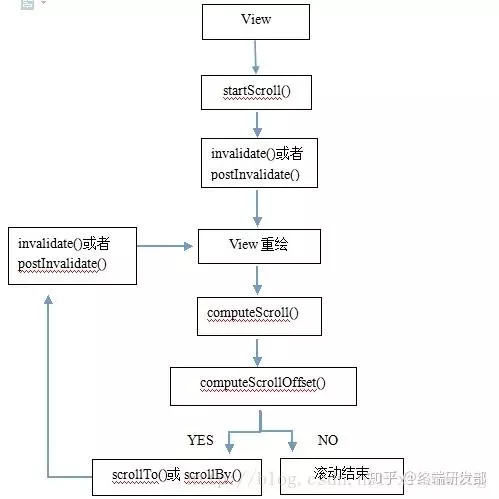 View
startScroll()
invalidate()或者
postInvalidate()
invalidate()或者
postInvalidate()
View 重绘
computeScroll()
computeScrollOffset()
YES
NO
scrollTo()或 scrollBy()
滚动结束
http://blog.csdn.n
知乎 @终端研发部